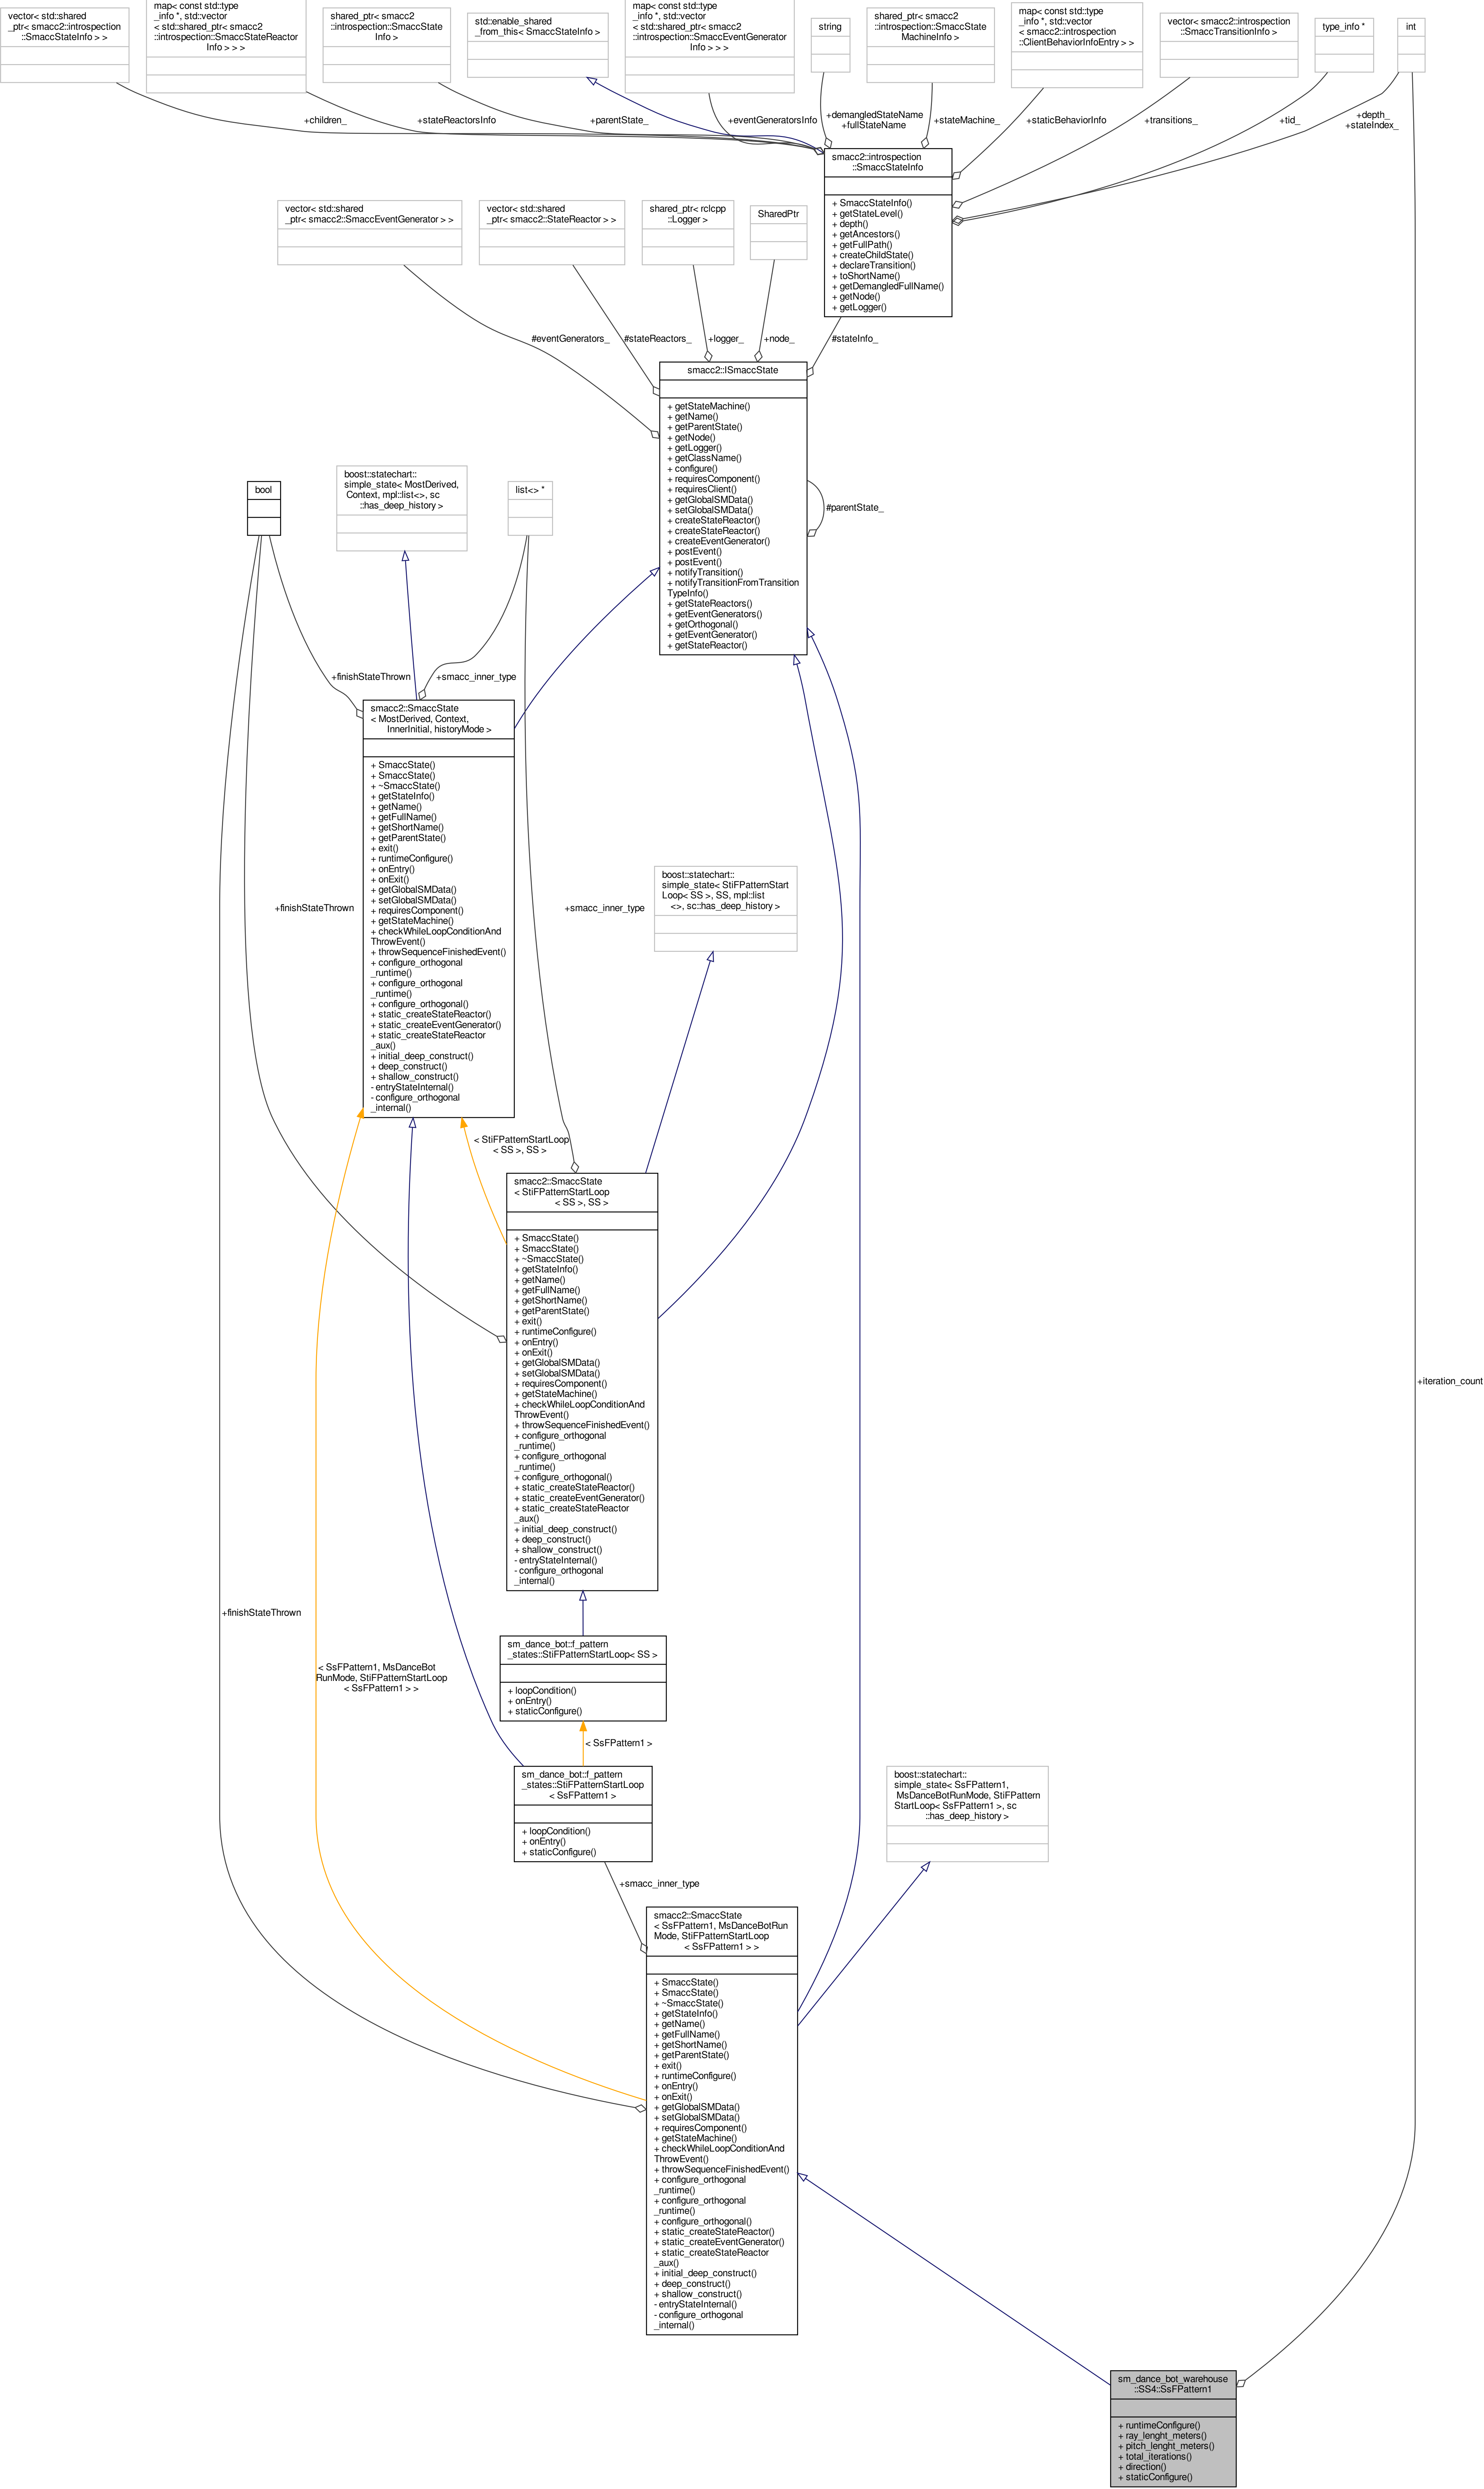 vector< std::shared
_ptr< smacc2::introspection
::SmaccStateInfo > >
map< const std::type
_info *, std::vector
< std::shared_ptr< smacc2
::introspection::SmaccStateReactor
Info > > >
shared_ptr< smacc2
::introspection::SmaccState
Info >
std::enable_shared
_from_this< SmaccStateInfo >
map< const std::type
_info *, std::vector
< std::shared_ptr< smacc2
::introspection::SmaccEventGenerator
Info > > >
string
shared_ptr< smacc2
::introspection::SmaccState
MachineInfo >
map< const std::type
_info *, std::vector
< smacc2::introspection
::ClientBehaviorInfoEntry > >
vector< smacc2::introspection
::SmaccTransitionInfo >
type_info *
int
+children_
+stateReactorsInfo
+parentState_
+eventGeneratorsInfo
+demangledStateName
+fullStateName
+stateMachine_
+staticBehaviorInfo
+transitions_
+tid_
+depth_
+stateIndex_
smacc2::introspection
::SmaccStateInfo
+ SmaccStateInfo()
+ getStateLevel()
+ depth()
+ getAncestors()
+ getFullPath()
+ createChildState()
+ declareTransition()
+ toShortName()
+ getDemangledFullName()
+ getNode()
+ getLogger()
vector< std::shared
_ptr< smacc2::SmaccEventGenerator > >
vector< std::shared
_ptr< smacc2::StateReactor > >
shared_ptr< rclcpp
::Logger >
SharedPtr
#eventGenerators_
#stateReactors_
+logger_
+node_
#stateInfo_
smacc2::ISmaccState
+ getStateMachine()
+ getName()
+ getParentState()
+ getNode()
+ getLogger()
+ getClassName()
+ configure()
+ requiresComponent()
+ requiresClient()
+ getGlobalSMData()
+ setGlobalSMData()
+ createStateReactor()
+ createStateReactor()
+ createEventGenerator()
+ postEvent()
+ postEvent()
+ notifyTransition()
+ notifyTransitionFromTransition
TypeInfo()
+ getStateReactors()
+ getEventGenerators()
+ getOrthogonal()
+ getEventGenerator()
+ getStateReactor()
#parentState_
bool
boost::statechart::
simple_state< MostDerived,
Context, mpl::list<>, sc
::has_deep_history >
list<> *
+finishStateThrown
+smacc_inner_type
smacc2::SmaccState
< MostDerived, Context,
InnerInitial, historyMode >
+ SmaccState()
+ SmaccState()
+ ~SmaccState()
+ getStateInfo()
+ getName()
+ getFullName()
+ getShortName()
+ getParentState()
+ exit()
+ runtimeConfigure()
+ onEntry()
+ onExit()
+ getGlobalSMData()
+ setGlobalSMData()
+ requiresComponent()
+ getStateMachine()
+ checkWhileLoopConditionAnd
ThrowEvent()
+ throwSequenceFinishedEvent()
+ configure_orthogonal
_runtime()
+ configure_orthogonal
_runtime()
+ configure_orthogonal()
+ static_createStateReactor()
+ static_createEventGenerator()
+ static_createStateReactor
_aux()
+ initial_deep_construct()
+ deep_construct()
+ shallow_construct()
- entryStateInternal()
- configure_orthogonal
_internal()
+finishStateThrown
+smacc_inner_type
boost::statechart::
simple_state< StiFPatternStart
Loop< SS >, SS, mpl::list
<>, sc::has_deep_history >
< StiFPatternStartLoop
< SS >, SS >
smacc2::SmaccState
< StiFPatternStartLoop
< SS >, SS >
+ SmaccState()
+ SmaccState()
+ ~SmaccState()
+ getStateInfo()
+ getName()
+ getFullName()
+ getShortName()
+ getParentState()
+ exit()
+ runtimeConfigure()
+ onEntry()
+ onExit()
+ getGlobalSMData()
+ setGlobalSMData()
+ requiresComponent()
+ getStateMachine()
+ checkWhileLoopConditionAnd
ThrowEvent()
+ throwSequenceFinishedEvent()
+ configure_orthogonal
_runtime()
+ configure_orthogonal
_runtime()
+ configure_orthogonal()
+ static_createStateReactor()
+ static_createEventGenerator()
+ static_createStateReactor
_aux()
+ initial_deep_construct()
+ deep_construct()
+ shallow_construct()
- entryStateInternal()
- configure_orthogonal
_internal()
+iteration_count
+finishStateThrown
< SsFPattern1, MsDanceBot
RunMode, StiFPatternStartLoop
< SsFPattern1 > >
sm_dance_bot::f_pattern
_states::StiFPatternStartLoop< SS >
+ loopCondition()
+ onEntry()
+ staticConfigure()
< SsFPattern1 >
sm_dance_bot::f_pattern
_states::StiFPatternStartLoop
< SsFPattern1 >
+ loopCondition()
+ onEntry()
+ staticConfigure()
boost::statechart::
simple_state< SsFPattern1,
MsDanceBotRunMode, StiFPattern
StartLoop< SsFPattern1 >, sc
::has_deep_history >
+smacc_inner_type
smacc2::SmaccState
< SsFPattern1, MsDanceBotRun
Mode, StiFPatternStartLoop
< SsFPattern1 > >
+ SmaccState()
+ SmaccState()
+ ~SmaccState()
+ getStateInfo()
+ getName()
+ getFullName()
+ getShortName()
+ getParentState()
+ exit()
+ runtimeConfigure()
+ onEntry()
+ onExit()
+ getGlobalSMData()
+ setGlobalSMData()
+ requiresComponent()
+ getStateMachine()
+ checkWhileLoopConditionAnd
ThrowEvent()
+ throwSequenceFinishedEvent()
+ configure_orthogonal
_runtime()
+ configure_orthogonal
_runtime()
+ configure_orthogonal()
+ static_createStateReactor()
+ static_createEventGenerator()
+ static_createStateReactor
_aux()
+ initial_deep_construct()
+ deep_construct()
+ shallow_construct()
- entryStateInternal()
- configure_orthogonal
_internal()
sm_dance_bot_warehouse
::SS4::SsFPattern1
+ runtimeConfigure()
+ ray_lenght_meters()
+ pitch_lenght_meters()
+ total_iterations()
+ direction()
+ staticConfigure()